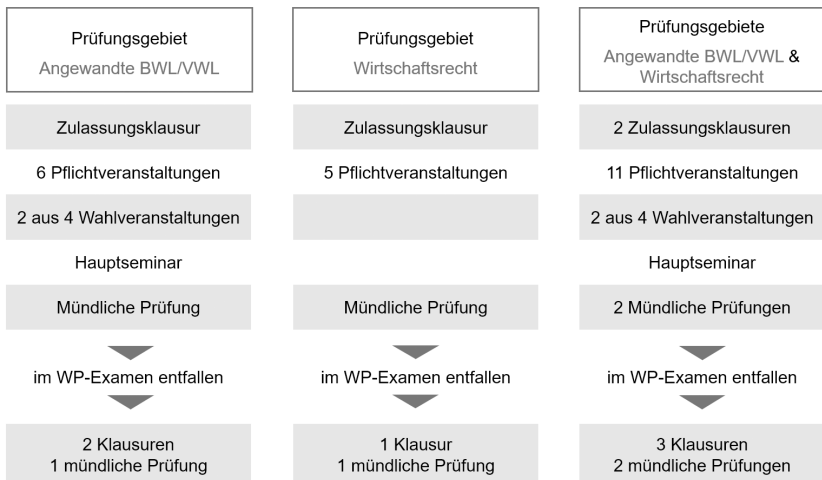 Prüfungsgebiet
Angewandte BWL/VWL
Zulassungsklausur
6 Pflichtveranstaltungen
2 aus 4 Wahlveranstaltungen
Hauptseminar
Mündliche Prüfung
im WP-Examen entfallen
2 Klausuren
1 mündliche Prüfung
Prüfungsgebiet
Wirtschaftsrecht
Zulassungsklausur
5 Pflichtveranstaltungen
Mündliche Prüfung
im WP-Examen entfallen
1 Klausur
1 mündliche Prüfung
Prüfungsgebiete
Angewandte BWL/VWL &
Wirtschaftsrecht
2 Zulassungsklausuren
11 Pflichtveranstaltungen
2 aus 4 Wahlveranstaltungen
Hauptseminar
2 Mündliche Prüfungen
im WP-Examen entfallen
3 Klausuren
2 mündliche Prüfungen